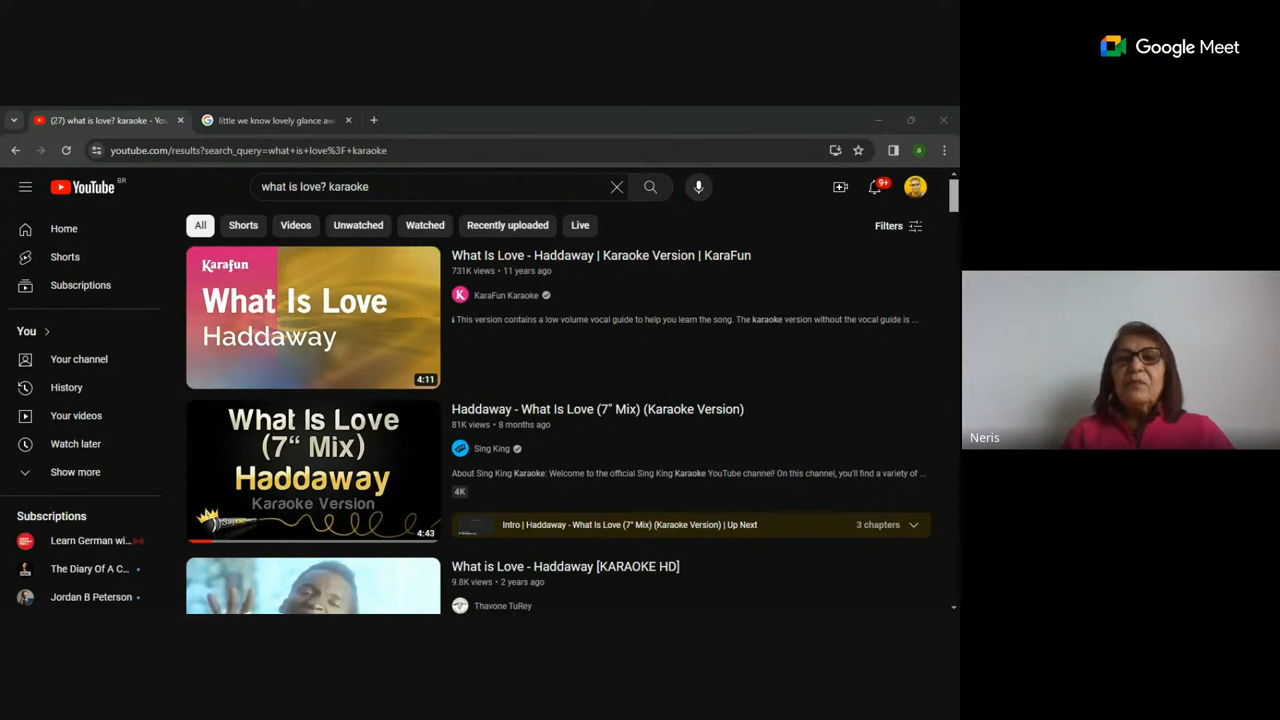 Google Meet
(27) what is love? karaoke - You
little we know lovely glance aw
youtube.com/results?search_query=what+is+love%3F+karaoke
a
YouTube BR
what is love? karaoke
9+
All
Shorts
Videos
Unwatched
Watched
Recently uploaded
Live
Filters
Home
Shorts
Subscriptions
You
Your channel
History
Your videos
Watch later
Show more
Subscriptions
Learn German wi...
The Diary Of A C...
Jordan B Peterson
Karafun
What Is Love
Haddaway
4:11
What Is Love - Haddaway | Karaoke Version | KaraFun
731K views • 11 years ago
K
KaraFun Karaoke
This version contains a low volume vocal guide to help you learn the song. The karaoke version without the vocal guide is ...
What Is Love
(7“ Mix)
Haddaway
Karaoke Version
4:43
Haddaway - What Is Love (7" Mix) (Karaoke Version)
81K views • 8 months ago
Sing King
About Sing King Karaoke: Welcome to the official Sing King Karaoke YouTube channel! On this channel, you'll find a variety of ...
4K
Intro | Haddaway - What Is Love (7" Mix) (Karaoke Version) | Up Next
3 chapters
What is Love - Haddaway [KARAOKE HD]
9.8K views • 2 years ago
Thavone TuRey
Neris